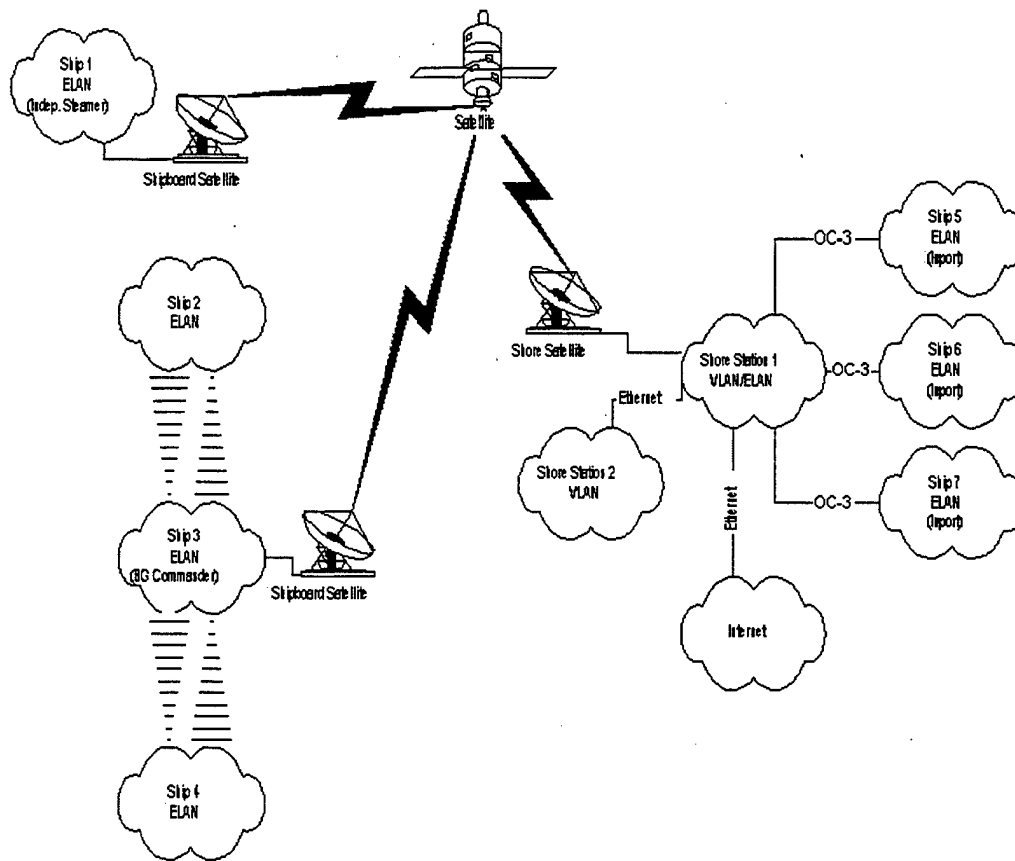 Ship 1
ELAN
(Indep. Steamer)
Satellite
Shipboard Satellite
Ship 5
ELAN
(Inport)
OC-3
Ship 2
ELAN
Shore Satellite
Shore Station 1
VLAN/ELAN
OC-3
Ship 6
ELAN
(Inport)
Ethernet
Shore Station 2
VLAN
Ethernet
OC-3
Ship 7
ELAN
(Inport)
Ship 3
ELAN
(BG Commander)
Shipboard Satellite
Internet
Ship 4
ELAN